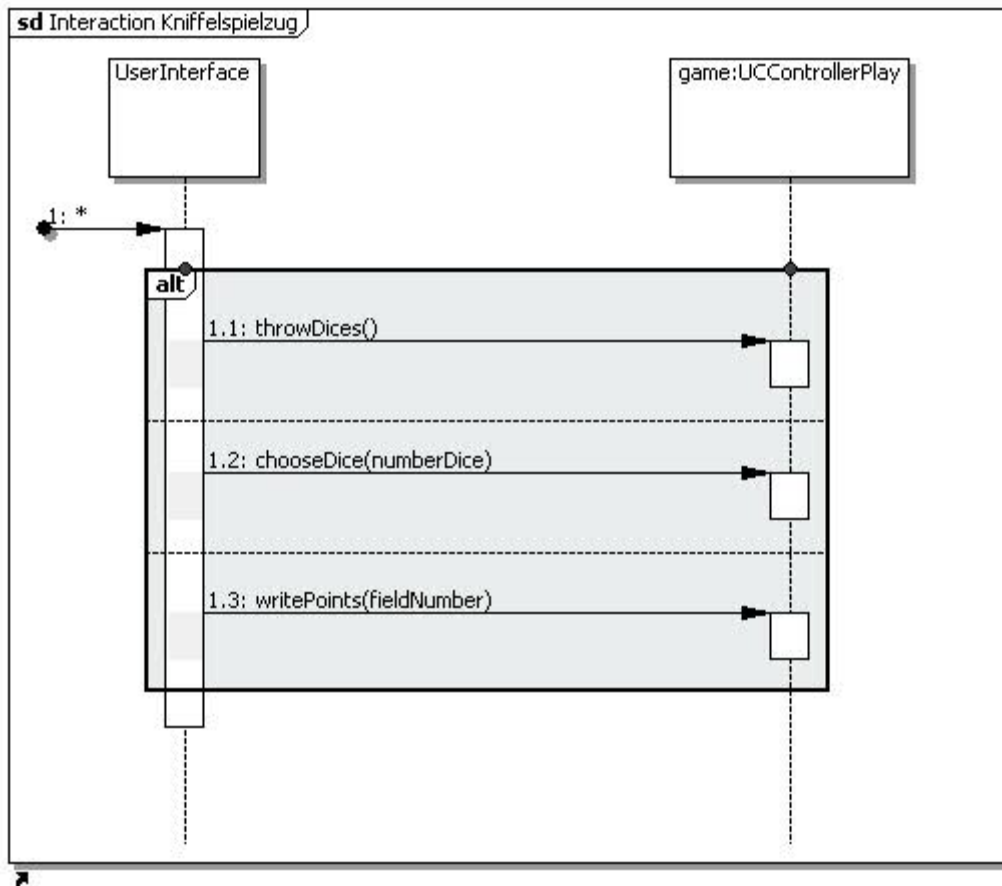 sd Interaction Kniffelspielzug
UserInterface
game:UCControllerPlay
1: *
alt
1.1: throwDices()
1.2: chooseDice(numberDice)
1.3: writePoints(fieldNumber)